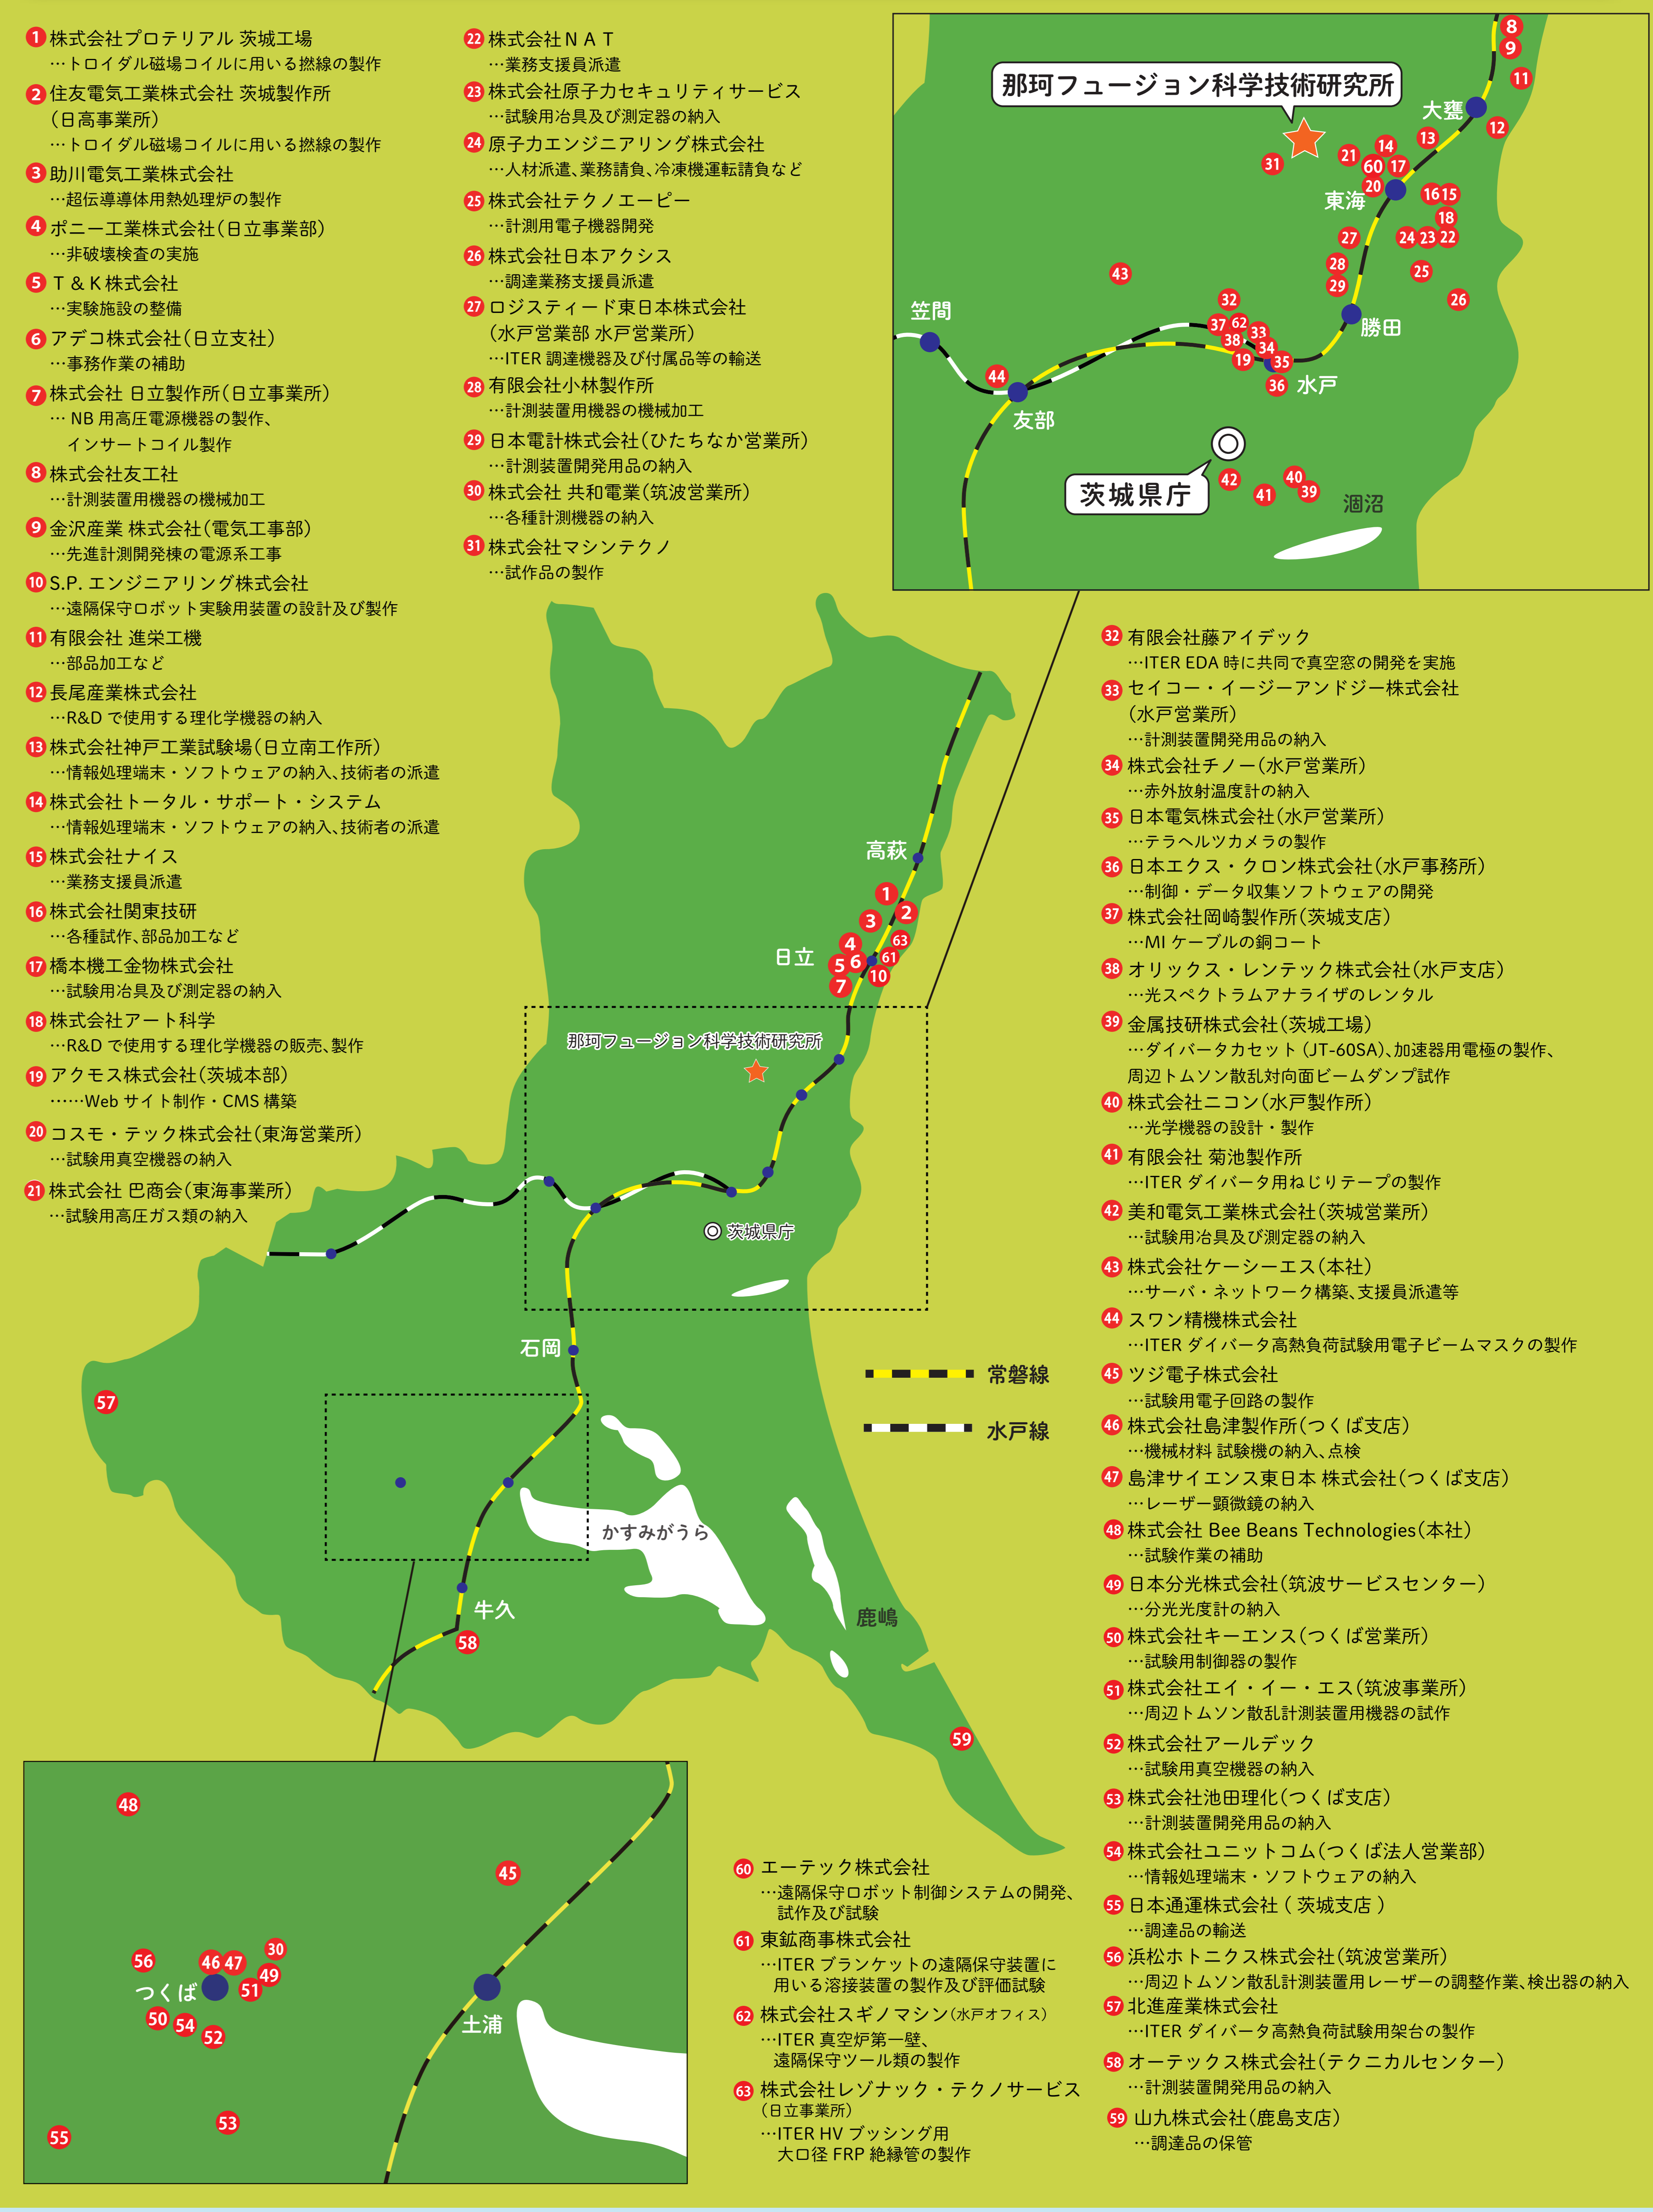 1 株式会社プロテリアル 茨城工場
…トロイダル磁場コイルに用いる撚線の製作
2 住友電気工業株式会社 茨城製作所
(日高事業所)
…トロイダル磁場コイルに用いる撚線の製作
3 助川電気工業株式会社
…超伝導導体用熱処理炉の製作
4 ポニー工業株式会社(日立事業部)
…非破壊検査の実施
5 T&K株式会社
…実験施設の整備
6 アデコ株式会社(日立支社)
…事務作業の補助
7 株式会社 日立製作所(日立事業所)
… NB 用高圧電源機器の製作、
インサートコイル製作
8 株式会社友工社
…計測装置用機器の機械加工
9 金沢産業 株式会社(電気工事部)
…先進計測開発棟の電源系工事
10 S.P. エンジニアリング株式会社
…遠隔保守ロボット実験用装置の設計及び製作
11 有限会社 進栄工機
…部品加工など
12 長尾産業株式会社
…R&D で使用する理化学機器の納入
13 株式会社神戸工業試験場(日立南工作所)
…情報処理端末・ソフトウェアの納入、技術者の派遣
14 株式会社トータル・サポート・システム
…情報処理端末・ソフトウェアの納入、技術者の派遣
15 株式会社ナイス
…業務支援員派遣
16 株式会社関東技研
…各種試作、部品加工など
17 橋本機工金物株式会社
…試験用冶具及び測定器の納入
18 株式会社アート科学
…R&D で使用する理化学機器の販売、製作
19 アクモス株式会社(茨城本部)
……Web サイト制作・CMS 構築
20 コスモ・テック株式会社(東海営業所)
…試験用真空機器の納入
21 株式会社 巴商会(東海事業所)
…試験用高圧ガス類の納入
22 株式会社NAT
…業務支援員派遣
23 株式会社原子力セキュリティサービス
…試験用冶具及び測定器の納入
24 原子力エンジニアリング株式会社
…人材派遣、業務請負、冷凍機運転請負など
25 株式会社テクノエーピー
…計測用電子機器開発
26 株式会社日本アクシス
…調達業務支援員派遣
27 ロジスティード東日本株式会社
(水戸営業部 水戸営業所)
…ITER 調達機器及び付属品等の輸送
28 有限会社小林製作所
…計測装置用機器の機械加工
29 日本電計株式会社(ひたちなか営業所)
…計測装置開発用品の納入
30 株式会社 共和電業(筑波営業所)
…各種計測機器の納入
31 株式会社マシンテクノ
…試作品の製作
那珂フュージョン科学技術研究所
8
9
11
大甕
12
13
14
21
31
60 17
20
東海
16 15
18
27
24 23 22
28
25
29
26
43
32
笠間
37 62
33
38
34
勝田
19 35
44
36 水戸
友部
茨城県庁
42
40
41 39
涸沼
32 有限会社藤アイデック
…ITER EDA 時に共同で真空窓の開発を実施
33 セイコー・イージーアンドジー株式会社
(水戸営業所)
…計測装置開発用品の納入
34 株式会社チノー(水戸営業所)
…赤外放射温度計の納入
35 日本電気株式会社(水戸営業所)
…テラヘルツカメラの製作
36 日本エクス・クロン株式会社(水戸事務所)
…制御・データ収集ソフトウェアの開発
37 株式会社岡崎製作所(茨城支店)
…MI ケーブルの銅コート
38 オリックス・レンテック株式会社(水戸支店)
…光スペクトラムアナライザのレンタル
39 金属技研株式会社(茨城工場)
…ダイバータカセット (JT-60SA)、加速器用電極の製作、
周辺トムソン散乱対向面ビームダンプ試作
40 株式会社ニコン(水戸製作所)
…光学機器の設計・製作
41 有限会社 菊池製作所
…ITER ダイバータ用ねじりテープの製作
42 美和電気工業株式会社(茨城営業所)
…試験用冶具及び測定器の納入
43 株式会社ケーシーエス(本社)
…サーバ・ネットワーク構築、支援員派遣等
44 スワン精機株式会社
…ITER ダイバータ高熱負荷試験用電子ビームマスクの製作
45 ツジ電子株式会社
…試験用電子回路の製作
46 株式会社島津製作所(つくば支店)
…機械材料 試験機の納入、点検
47 島津サイエンス東日本 株式会社(つくば支店)
…レーザー顕微鏡の納入
48 株式会社 Bee Beans Technologies(本社)
…試験作業の補助
49 日本分光株式会社(筑波サービスセンター)
…分光光度計の納入
50 株式会社キーエンス(つくば営業所)
…試験用制御器の製作
51 株式会社エイ・イー・エス(筑波事業所)
…周辺トムソン散乱計測装置用機器の試作
52 株式会社アールデック
…試験用真空機器の納入
53 株式会社池田理化(つくば支店)
…計測装置開発用品の納入
54 株式会社ユニットコム(つくば法人営業部)
…情報処理端末・ソフトウェアの納入
55 日本通運株式会社 ( 茨城支店 )
…調達品の輸送
56 浜松ホトニクス株式会社(筑波営業所)
…周辺トムソン散乱計測装置用レーザーの調整作業、検出器の納入
57 北進産業株式会社
…ITER ダイバータ高熱負荷試験用架台の製作
58 オーテックス株式会社(テクニカルセンター)
…計測装置開発用品の納入
59 山九株式会社(鹿島支店)
…調達品の保管
高萩
1
2
3
63
4
日立
5 6 61
10
7
那珂フュージョン科学技術研究所
茨城県庁
石岡
常磐線
水戸線
57
かすみがうら
牛久
58
鹿嶋
59
48
45
56
46 47 30
49
つくば
51
50 54
52
土浦
53
55
60 エーテック株式会社
…遠隔保守ロボット制御システムの開発、
試作及び試験
61 東鉱商事株式会社
…ITER ブランケットの遠隔保守装置に
用いる溶接装置の製作及び評価試験
62 株式会社スギノマシン(水戸オフィス)
…ITER 真空炉第一壁、
遠隔保守ツール類の製作
63 株式会社レゾナック・テクノサービス
(日立事業所)
…ITER HV ブッシング用
大口径 FRP 絶縁管の製作